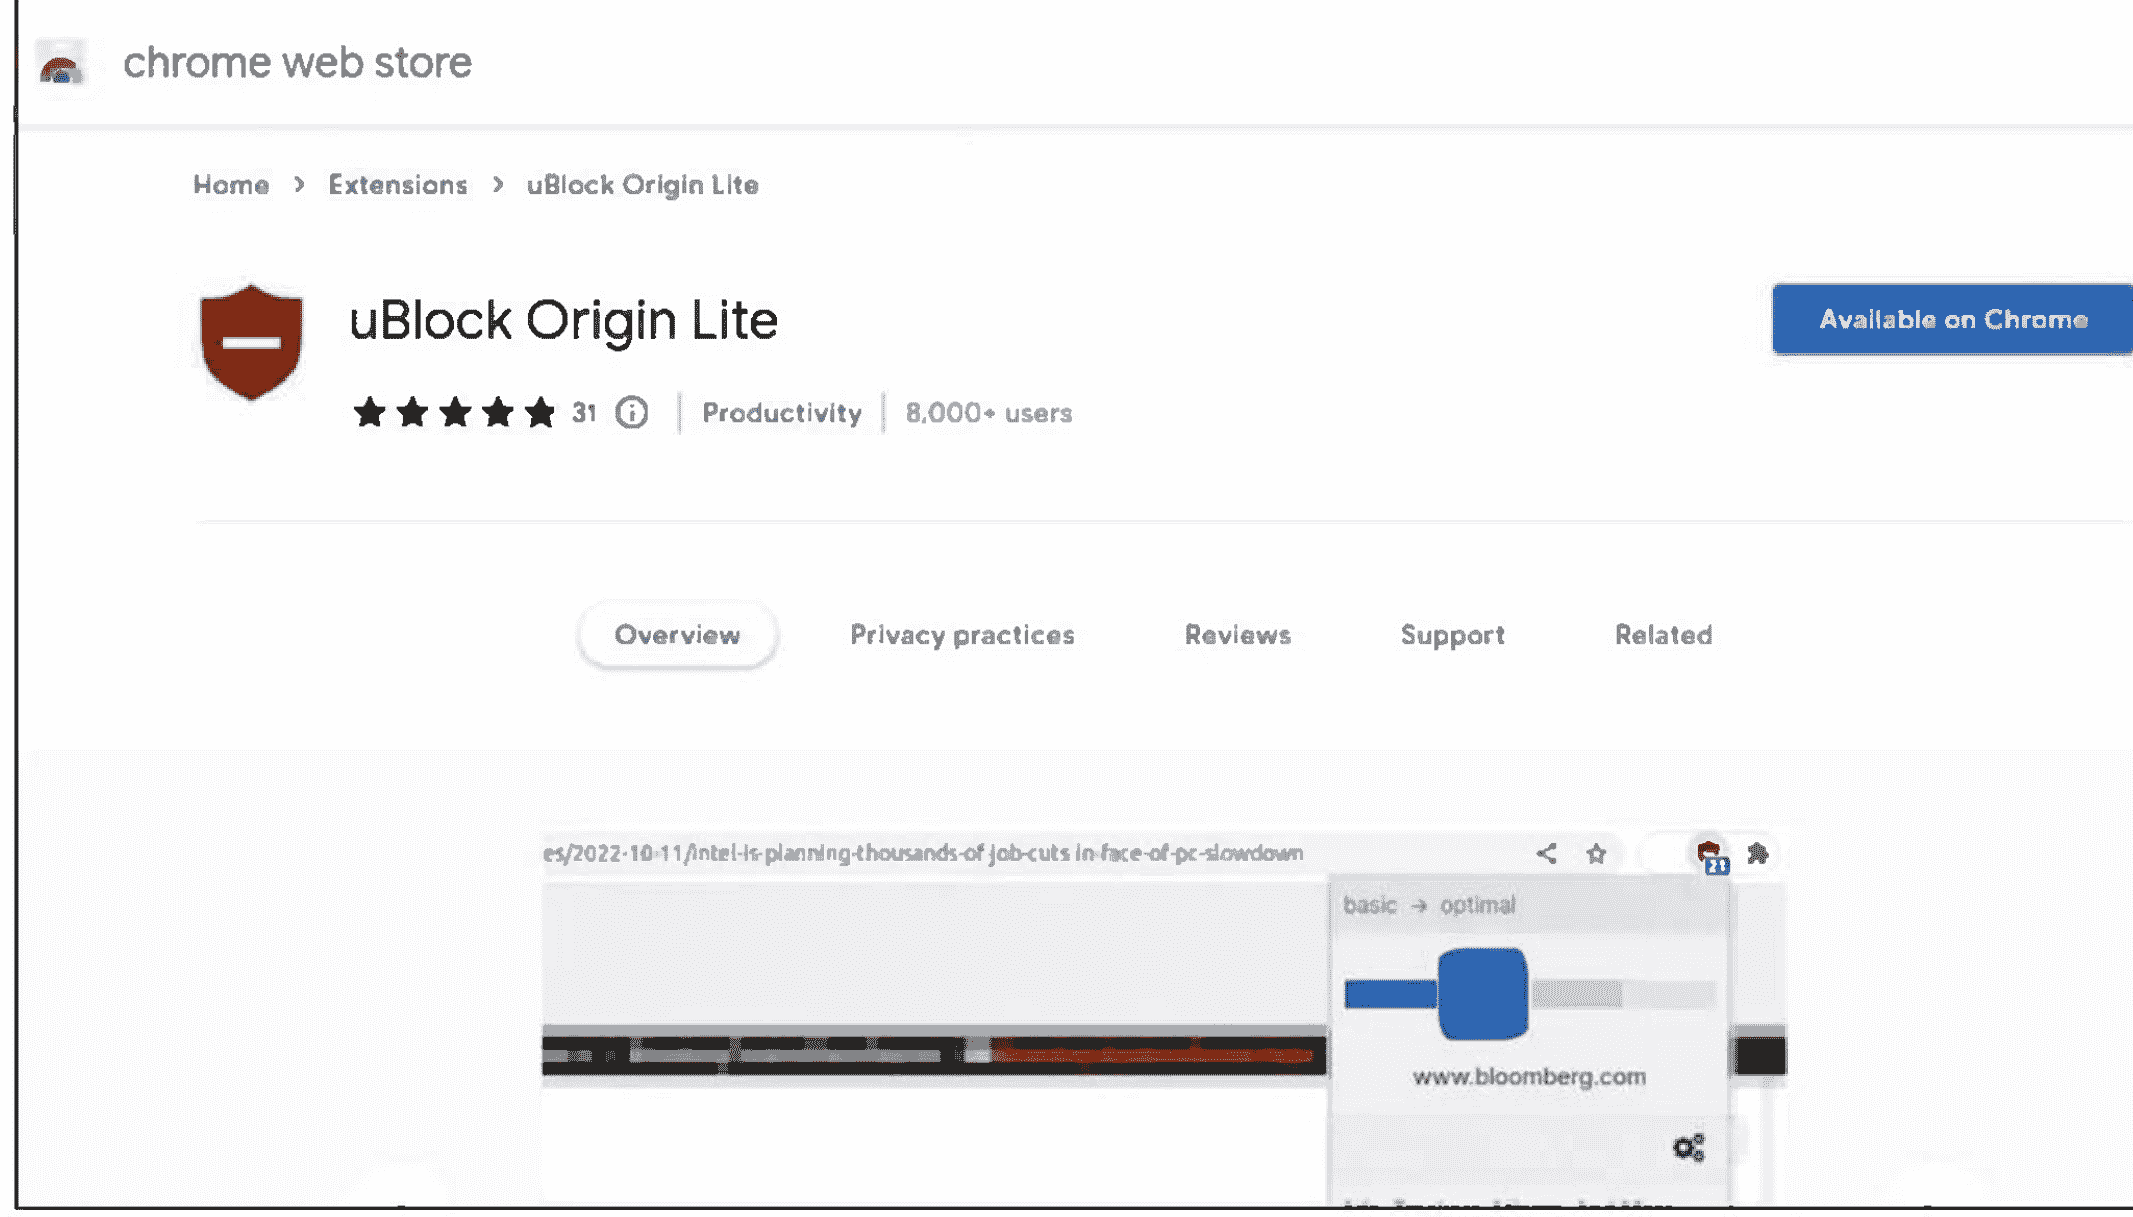 chrome web store
Home > Extensions > uBlock Origin Lite
uBlock Origin Lite
Available on Chrome
31 Productivity 8,000+ users
Overview Privacy practices Reviews Support Related
es/2022-10-11/intel-is-planning-thousands-of-job-cuts-in-face-of-pc-slowdown
21
basic → optimal
www.bloomberg.com